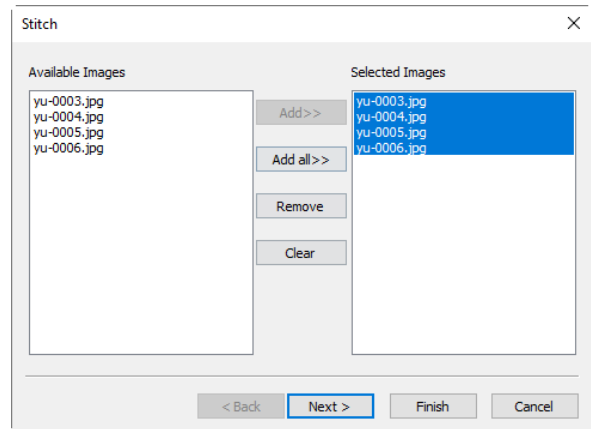 Stitch
Available Images
Selected Images
yu-0003.jpg
yu-0004.jpg
yu-0005.jpg
yu-0006.jpg
Add>>
Add all>>
Remove
Clear
yu-0003.jpg
yu-0004.jpg
yu-0005.jpg
yu-0006.jpg
< Back
Next >
Finish
Cancel